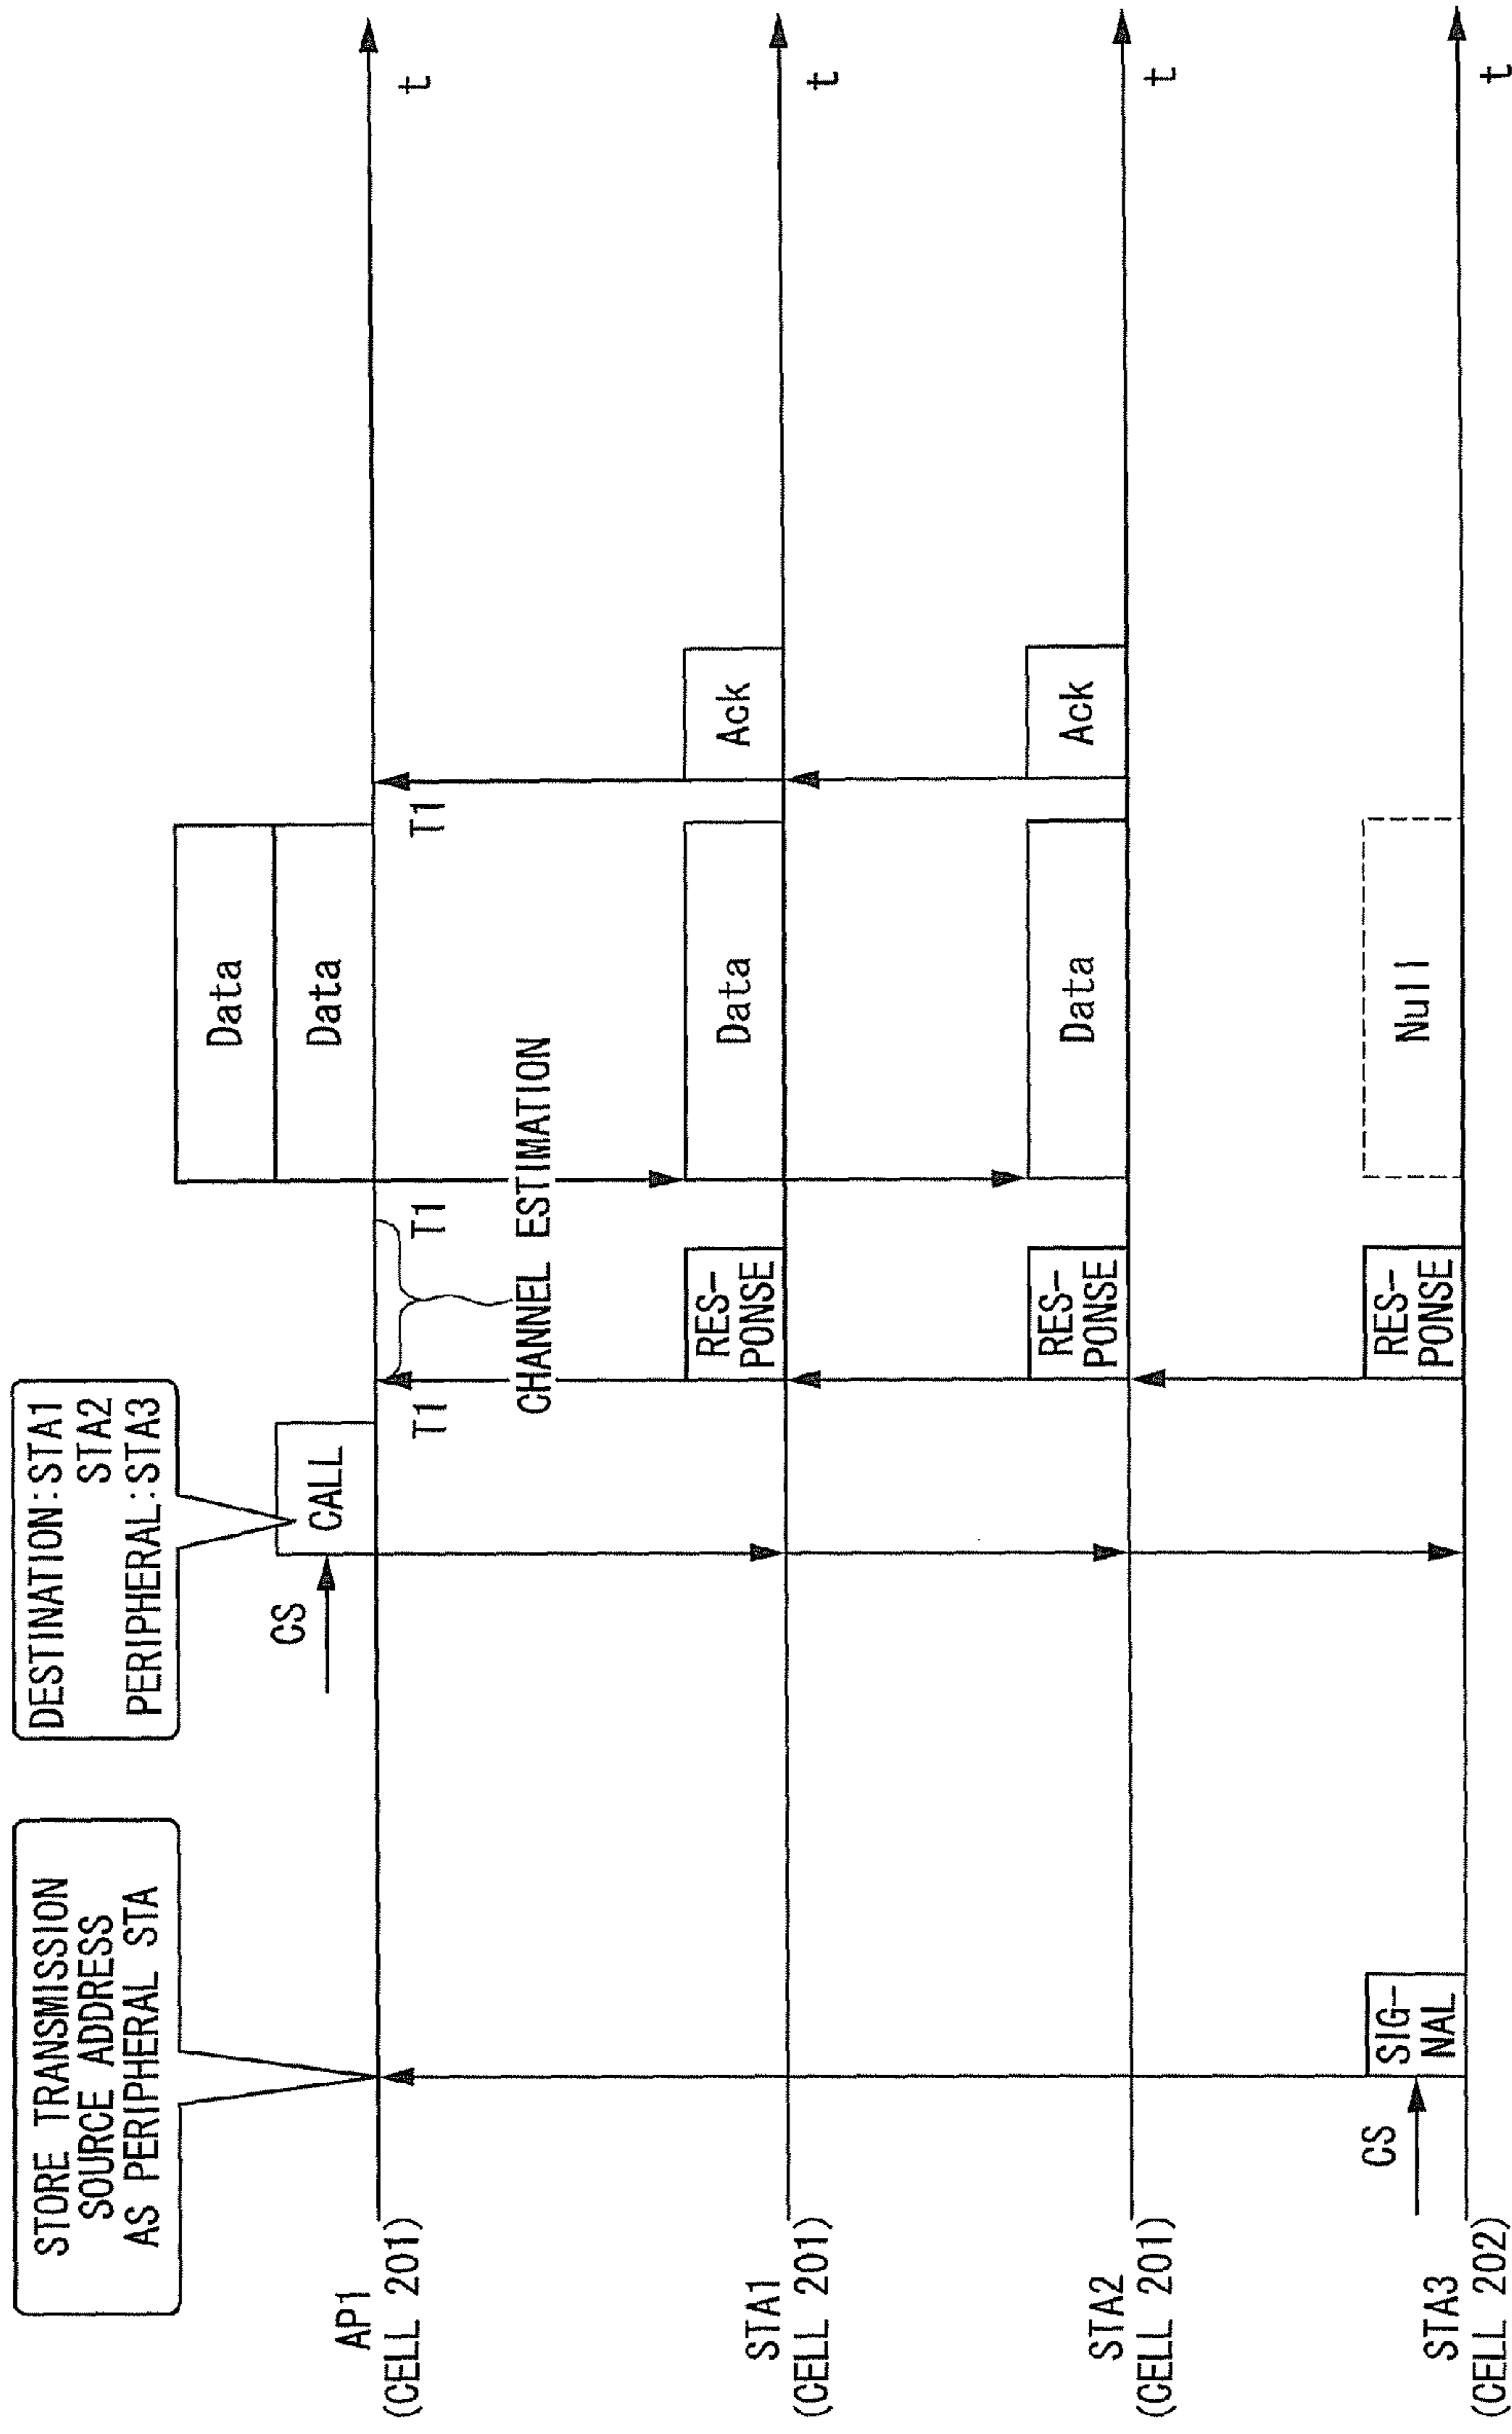 STORE TRANSMISSION
SOURCE ADDRESS
AS PERIPHERAL STA
DESTINATION:STA1
STA2
PERIPHERAL:STA3
AP1
(CELL 201)
CS
CALL
T1
T1
T1
Data
Data
t
CHANNEL ESTIMATION
STA1
(CELL 201)
RES-
PONSE
Data
Ack
t
STA2
(CELL 201)
RES-
PONSE
Data
Ack
t
STA3
(CELL 202)
CS
SIG-
NAL
RES-
PONSE
Null
t